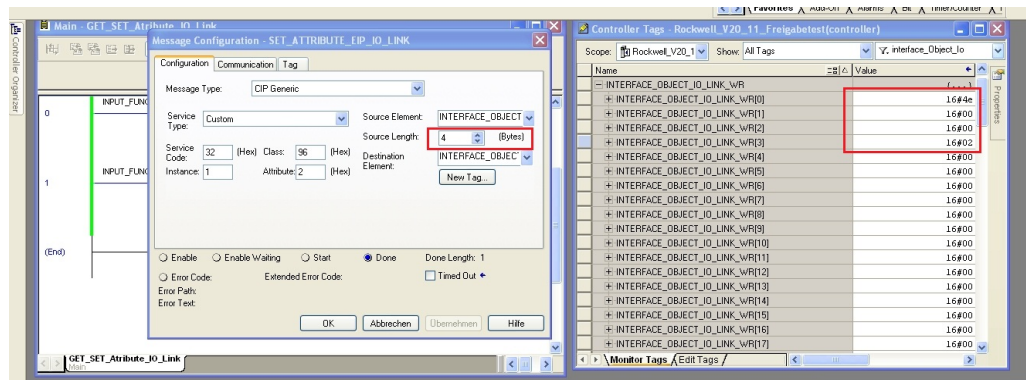 Main - GET_SET_Atribute_IO_Link
Controller Organizer
0
INPUT_FUNC
1
INPUT_FUNC
(End)
GET_SET_Atribute_IO_Link
Main
Message Configuration - SET_ATTRIBUTE_EIP_IO_LINK
Configuration Communication Tag
Message Type: CIP Generic
Service Type: Custom
Source Element: INTERFACE_OBJECT
Source Length: 4 (Bytes)
Service Code: 32 (Hex) Class: 96 (Hex)
Destination Element: INTERFACE_OBJEC
Instance: 1 Attribute: 2 (Hex)
New Tag...
Enable Enable Waiting Start Done Done Length: 1
Error Code: Extended Error Code: Timed Out
Error Path:
Error Text:
OK Abbrechen Übernehmen Hilfe
Favorites Add-On Alarms Bit Timer/Counter
Controller Tags - Rockwell_V20_11_Freigabetest(controller)
Scope: Rockwell_V20_1 Show: All Tags interface_Object_Io
Name Value
INTERFACE_OBJECT_IO_LINK_WR {...}
INTERFACE_OBJECT_IO_LINK_WR[0] 16#4e
INTERFACE_OBJECT_IO_LINK_WR[1] 16#00
INTERFACE_OBJECT_IO_LINK_WR[2] 16#00
INTERFACE_OBJECT_IO_LINK_WR[3] 16#02
INTERFACE_OBJECT_IO_LINK_WR[4] 16#00
INTERFACE_OBJECT_IO_LINK_WR[5] 16#00
INTERFACE_OBJECT_IO_LINK_WR[6] 16#00
INTERFACE_OBJECT_IO_LINK_WR[7] 16#00
INTERFACE_OBJECT_IO_LINK_WR[8] 16#00
INTERFACE_OBJECT_IO_LINK_WR[9] 16#00
INTERFACE_OBJECT_IO_LINK_WR[10] 16#00
INTERFACE_OBJECT_IO_LINK_WR[11] 16#00
INTERFACE_OBJECT_IO_LINK_WR[12] 16#00
INTERFACE_OBJECT_IO_LINK_WR[13] 16#00
INTERFACE_OBJECT_IO_LINK_WR[14] 16#00
INTERFACE_OBJECT_IO_LINK_WR[15] 16#00
INTERFACE_OBJECT_IO_LINK_WR[16] 16#00
INTERFACE_OBJECT_IO_LINK_WR[17] 16#00
Monitor Tags Edit Tags
Properties